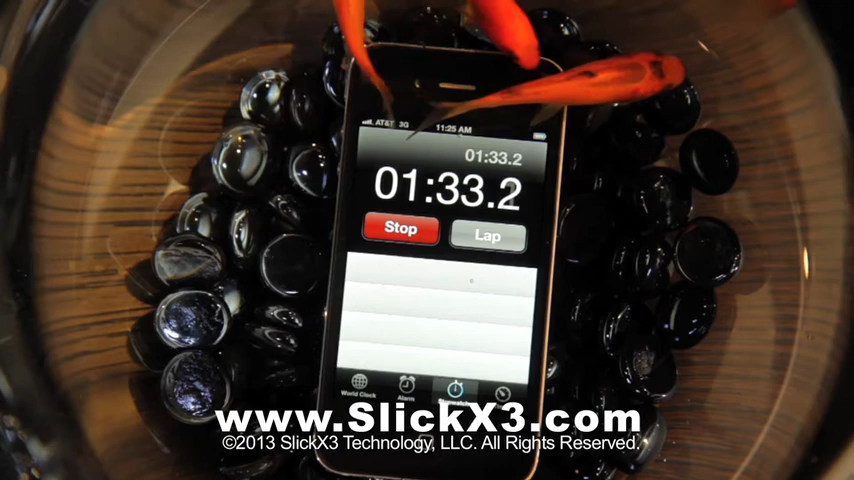 AT&T 3G 11:25 AM
01:33.2
01:33.2
Stop Lap
World Clock Alarm Stopwatch
www.SlickX3.com
©2013 SlickX3 Technology, LLC. All Rights Reserved.